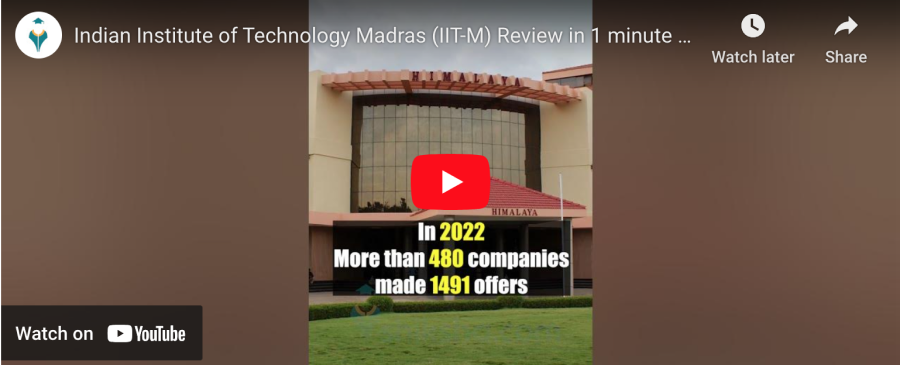 Indian Institute of Technology Madras (IIT-M) Review in 1 minute ...
Watch later
Share
HIMALAYA
HIMALAYA
In 2022
More than 480 companies
made 1491 offers
Watch on YouTube